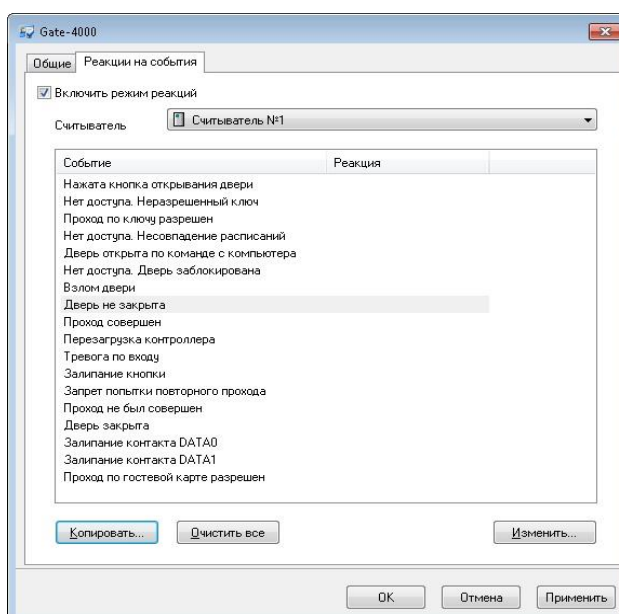 Gate-4000
Общие Реакции на события
Включить режим реакций
Считыватель Считыватель №1
Событие Реакция
Нажата кнопка открывания двери
Нет доступа. Неразрешенный ключ
Проход по ключу разрешен
Нет доступа. Несовпадение расписаний
Дверь открыта по команде с компьютера
Нет доступа. Дверь заблокирована
Взлом двери
Дверь не закрыта
Проход совершен
Перезагрузка контроллера
Тревога по входу
Залипание кнопки
Запрет попытки повторного прохода
Проход не был совершен
Дверь закрыта
Залипание контакта DATA0
Залипание контакта DATA1
Проход по гостевой карте разрешен
Копировать... Очистить все Изменить...
OK Отмена Применить